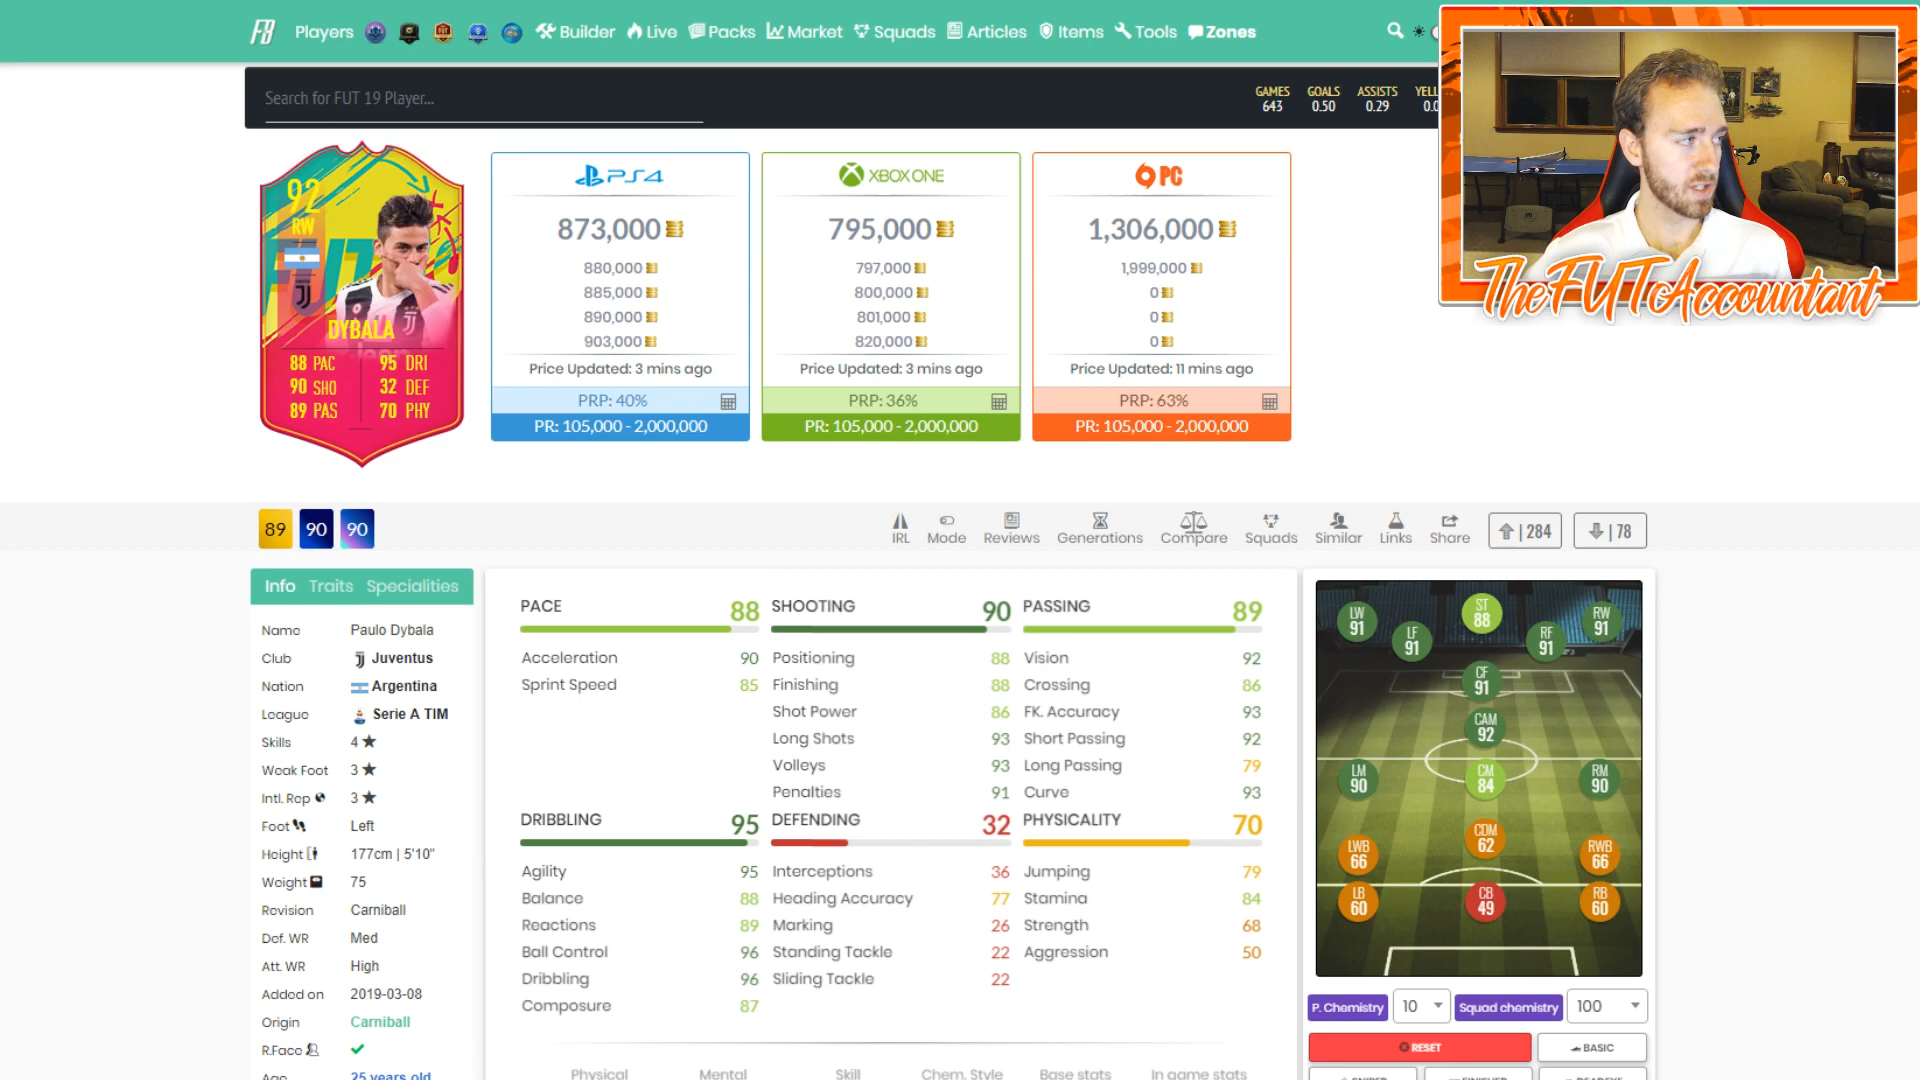 FB Players Builder Live Packs Market Squads Articles Items Tools Zones
Search for FUT 19 Player...
GAMES GOALS ASSISTS YELL
643 0.50 0.29 0.0
TheFUTAccountant
92
RW
DYBALA
88 PAC 95 DRI
90 SHO 32 DEF
89 PAS 70 PHY
PS4
873,000
880,000
885,000
890,000
903,000
Price Updated: 3 mins ago
PRP: 40%
PR: 105,000 - 2,000,000
XBOX ONE
795,000
797,000
800,000
801,000
820,000
Price Updated: 3 mins ago
PRP: 36%
PR: 105,000 - 2,000,000
PC
1,306,000
1,999,000
0
0
0
Price Updated: 11 mins ago
PRP: 63%
PR: 105,000 - 2,000,000
89 90 90
IRL Mode Reviews Generations Compare Squads Similar Links Share | 284 | 78
Info Traits Specialities
Name Paulo Dybala
Club Juventus
Nation Argentina
League Serie A TIM
Skills 4
Weak Foot 3
Intl. Rep 3
Foot Left
Height 177cm | 5'10"
Weight 75
Revision Carniball
Def. WR Med
Att. WR High
Added on 2019-03-08
Origin Carniball
R.Face
Age 25 years old
PACE 88
Acceleration 90
Sprint Speed 85
SHOOTING 90
Positioning 88
Finishing 88
Shot Power 86
Long Shots 93
Volleys 93
Penalties 91
PASSING 89
Vision 92
Crossing 86
FK. Accuracy 93
Short Passing 92
Long Passing 79
Curve 93
DRIBBLING 95
Agility 95
Balance 88
Reactions 89
Ball Control 96
Dribbling 96
Composure 87
DEFENDING 32
Interceptions 36
Heading Accuracy 77
Marking 26
Standing Tackle 22
Sliding Tackle 22
PHYSICALITY 70
Jumping 79
Stamina 84
Strength 68
Aggression 50
Physical Mental Skill Chem. Style Base stats In game stats
LW 91
ST 88
RW 91
LF 91
RF 91
CF 91
CAM 92
LM 90
CM 84
RM 90
CDM 62
LWB 66
RWB 66
LB 60
CB 49
RB 60
P. Chemistry 10 Squad chemistry 100
RESET BASIC
SNIPER FINISHER DEADEYE